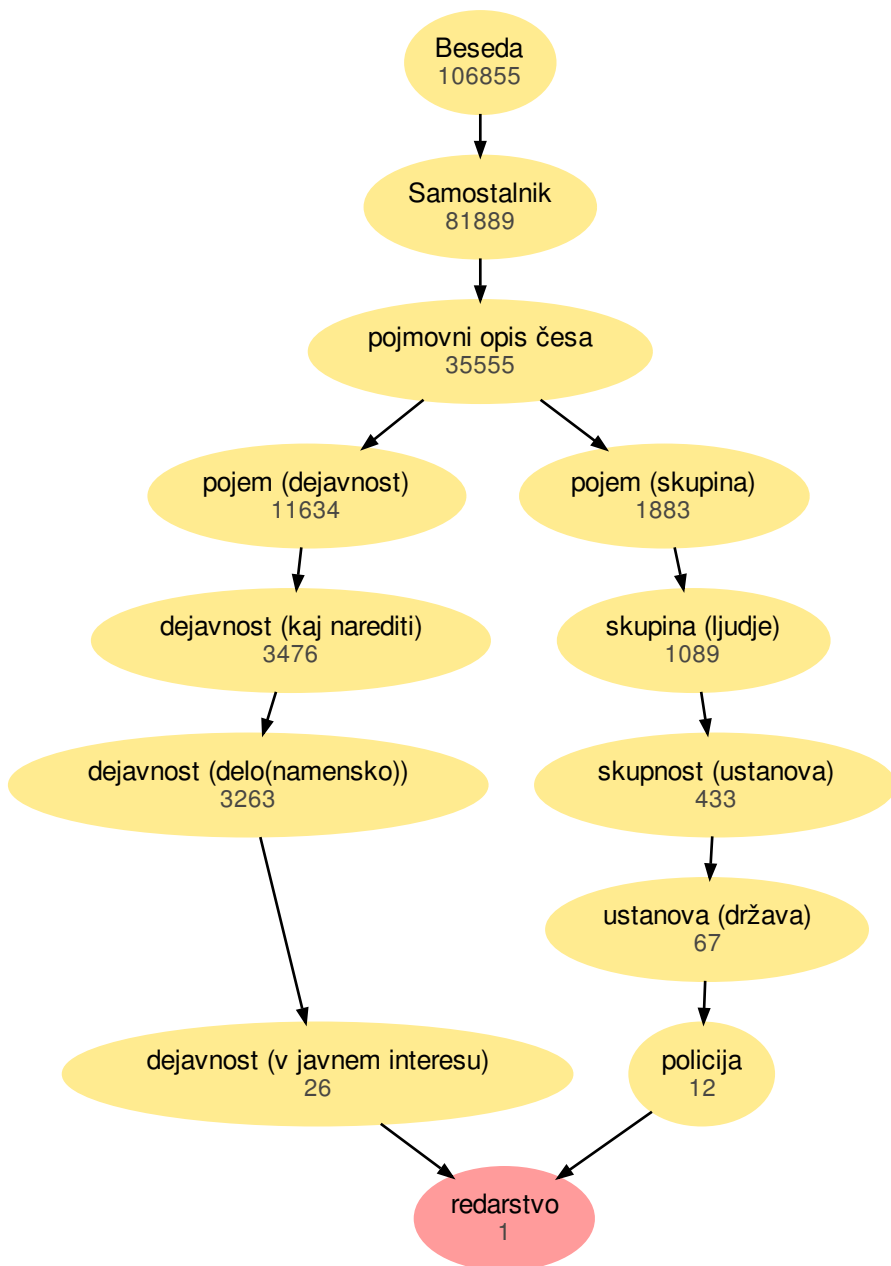 Beseda
106855
Samostalnik
81889
pojmovni opis česa
35555
pojem (dejavnost)
11634
pojem (skupina)
1883
dejavnost (kaj narediti)
3476
skupina (ljudje)
1089
dejavnost (delo(namensko))
3263
skupnost (ustanova)
433
ustanova (država)
67
dejavnost (v javnem interesu)
26
policija
12
redarstvo
1